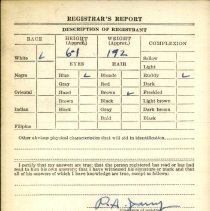 REGISTRAR'S REPORT
DESCRIPTION OF REGISTRANT
RACE HEIGHT (Approx.) WEIGHT (Approx.) COMPLEXION
White 6-1 192 Sallow
Light
EYES HAIR
Negro Blue Blonde Ruddy
Gray Red Dark
Oriental Hazel Brown Freckled
Brown Black Light brown
Indian Black Gray Dark brown
Bald Black
Filipino
Other obvious physical characteristics that will aid in identification
I certify that my answers are true; that the person registered has read or has had
read to him his own answers; that I have witnessed his signature or mark and that
all of his answers of which I have knowledge are true, except as follows: